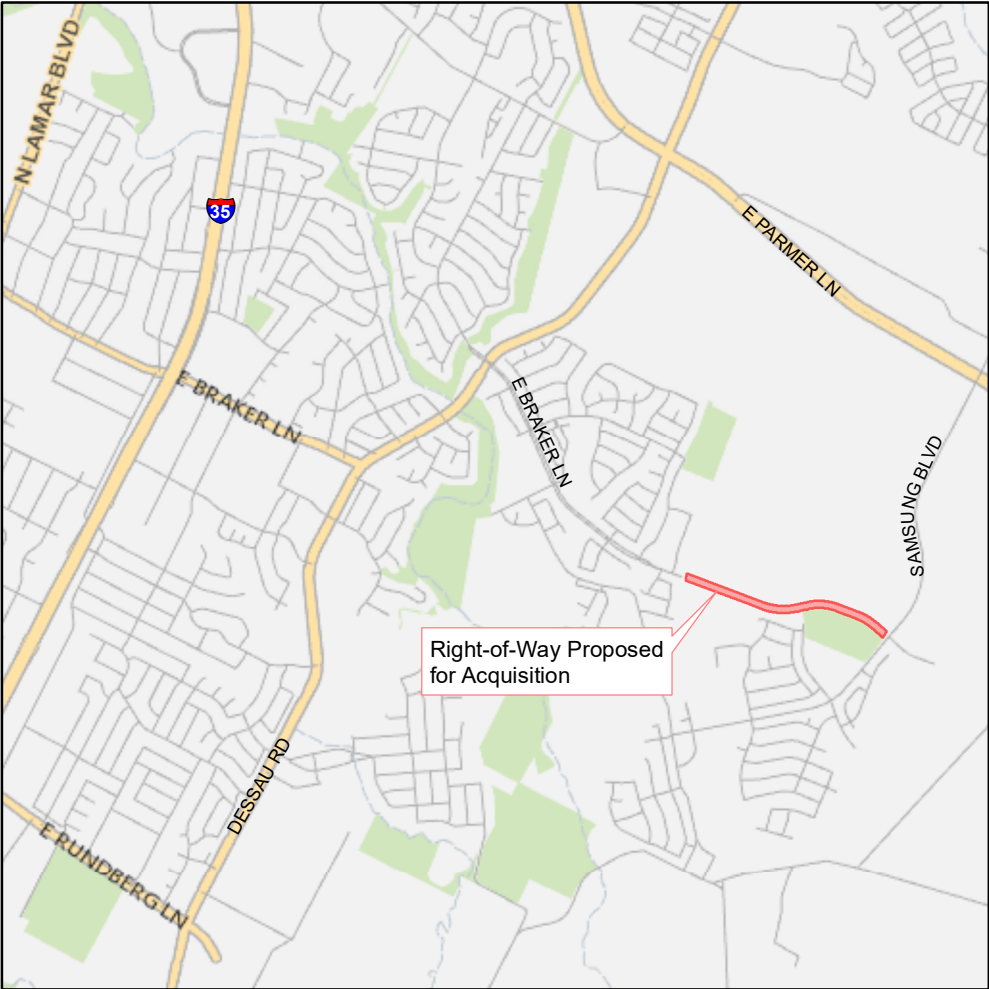 N LAMAR BLVD
35
E PARMER LN
E BRAKER LN
E BRAKER LN
SAMSUNG BLVD
Right-of-Way Proposed
for Acquisition
DESSAU RD
E RUNDBERG LN